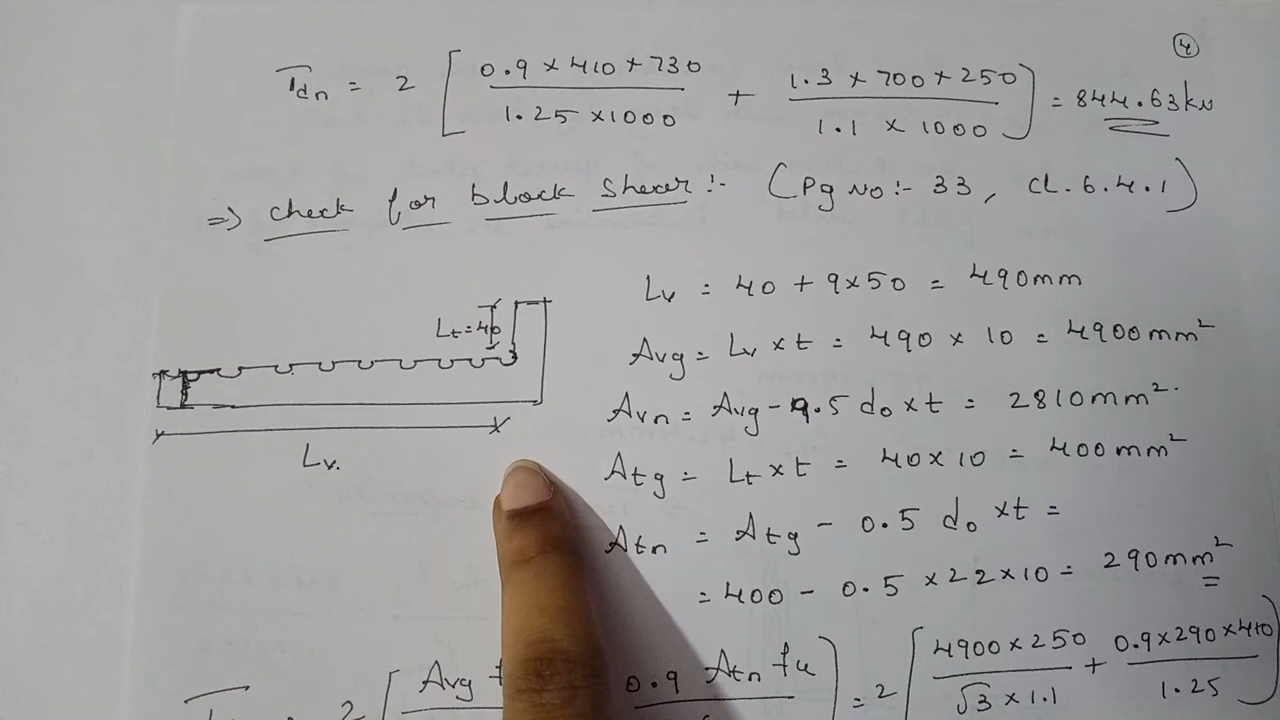 4
Tdn = 2 [ 0.9 × 410 × 730 / 1.25 × 1000 + 1.3 × 700 × 250 / 1.1 × 1000 ] = 844.63 kN
⇒ check for block shear :- (Pg No :- 33, cl. 6.4.1)
Lv = 40 + 9×50 = 490mm
Lt = 40
Avg = Lv × t = 490 × 10 = 4900 mm²
Avn = Avg - 9.5 do × t = 2810 mm².
Lv.
Atg = Lt × t = 40×10 = 400 mm²
Atn = Atg - 0.5 do × t =
= 400 - 0.5 × 22 × 10 = 290 mm²
2 [ Avg 0.9 Atn fu ] = 2 [ 4900 × 250 / √3 × 1.1 + 0.9 × 290 × 410 / 1.25 ]